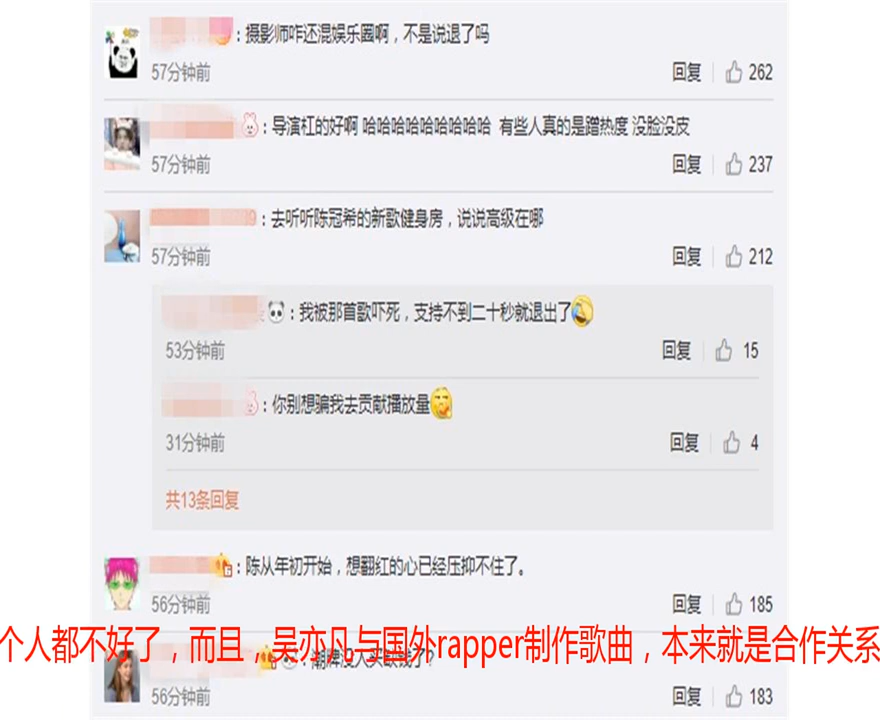 ：摄影师咋还混娱乐圈啊，不是说退了吗
57分钟前 回复 262
：导演杠的好啊 哈哈哈哈哈哈哈哈哈 有些人真的是蹭热度 没脸没皮
57分钟前 回复 237
：去听听陈冠希的新歌健身房，说说高级在哪
57分钟前 回复 212
：我被那首歌吓死，支持不到二十秒就退出了
53分钟前 回复 15
：你别想骗我去贡献播放量
31分钟前 回复 4
共13条回复
：陈从年初开始，想翻红的心已经压抑不住了。
56分钟前 回复 185
个人都不好了，而且，吴亦凡与国外rapper制作歌曲，本来就是合作关系
：潮牌没人买缺钱了？
56分钟前 回复 183